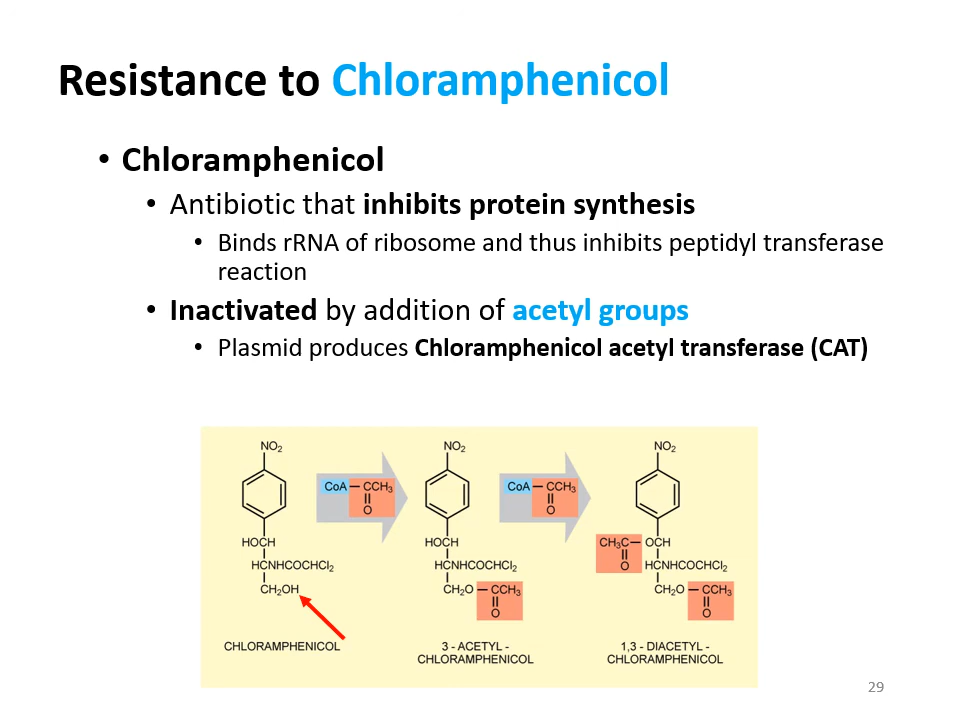 Resistance to Chloramphenicol
• Chloramphenicol
• Antibiotic that inhibits protein synthesis
• Binds rRNA of ribosome and thus inhibits peptidyl transferase
reaction
• Inactivated by addition of acetyl groups
• Plasmid produces Chloramphenicol acetyl transferase (CAT)
NO₂
HOCH
HCNHCOCHCl₂
CH₂OH
CHLORAMPHENICOL
CoA — CCH₃
O
NO₂
HOCH
HCNHCOCHCl₂
CH₂O — CCH₃
O
3 - ACETYL -
CHLORAMPHENICOL
CoA — CCH₃
O
NO₂
CH₃C — OCH
O
HCNHCOCHCl₂
CH₂O — CCH₃
O
1,3 - DIACETYL -
CHLORAMPHENICOL
29